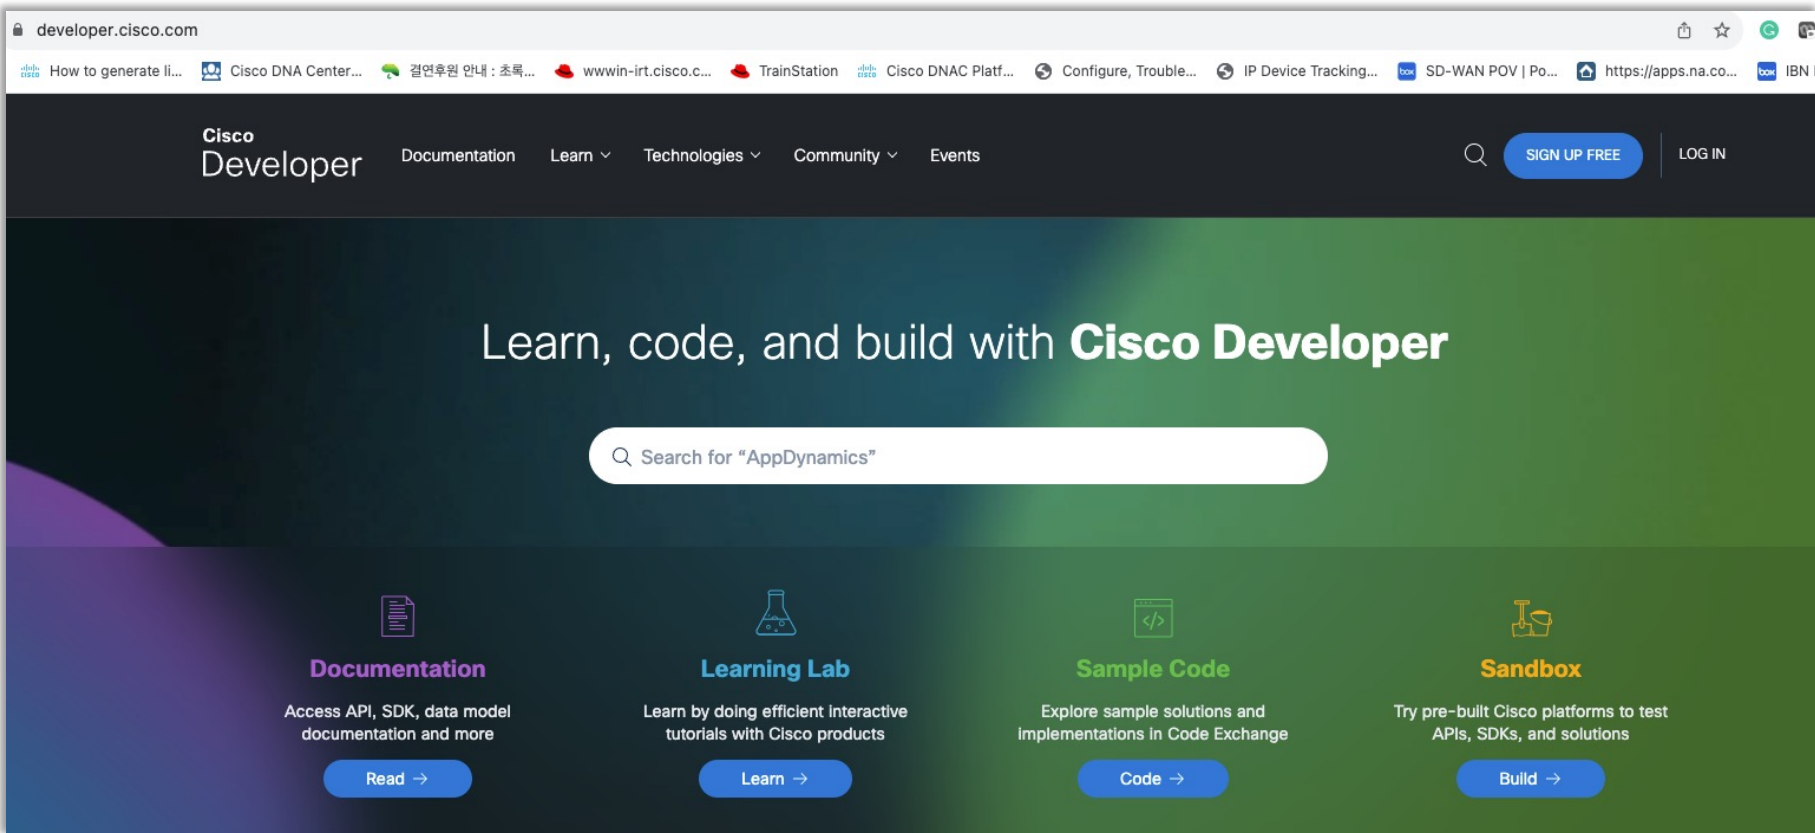 developer.cisco.com
How to generate li... Cisco DNA Center... 결연후원 안내 : 초록... wwwin-irt.cisco.c... TrainStation Cisco DNAC Platf... Configure, Trouble... IP Device Tracking... SD-WAN POV | Po... https://apps.na.co... IBN
Cisco
Developer Documentation Learn Technologies Community Events SIGN UP FREE LOG IN
Learn, code, and build with Cisco Developer
Search for “AppDynamics”
Documentation
Access API, SDK, data model
documentation and more
Read →
Learning Lab
Learn by doing efficient interactive
tutorials with Cisco products
Learn →
Sample Code
Explore sample solutions and
implementations in Code Exchange
Code →
Sandbox
Try pre-built Cisco platforms to test
APIs, SDKs, and solutions
Build →